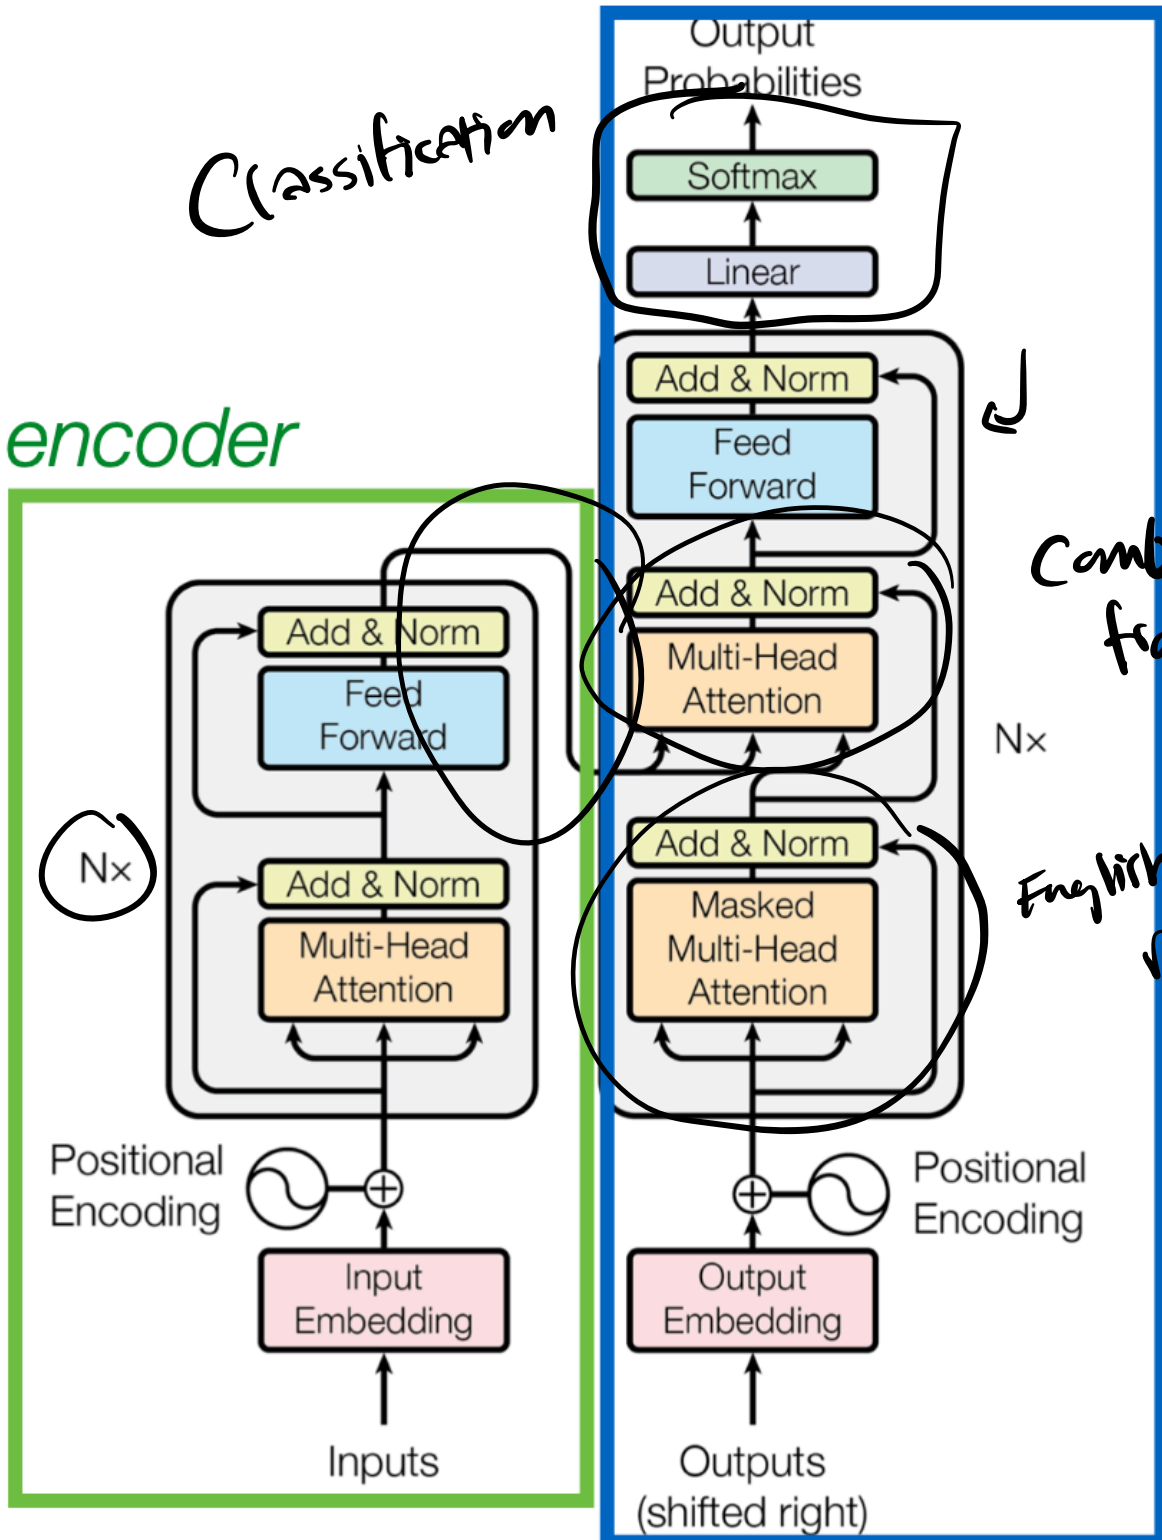 Output
Probabilities
Classification
Softmax
Linear
Add & Norm
Feed
Forward
encoder
Add & Norm
Multi-Head
Attention
Nx
Add & Norm
Masked
Multi-Head
Attention
Add & Norm
Feed
Forward
Nx
Add & Norm
Multi-Head
Attention
English
Positional
Encoding
Positional
Encoding
Input
Embedding
Output
Embedding
Inputs
Outputs
(shifted right)